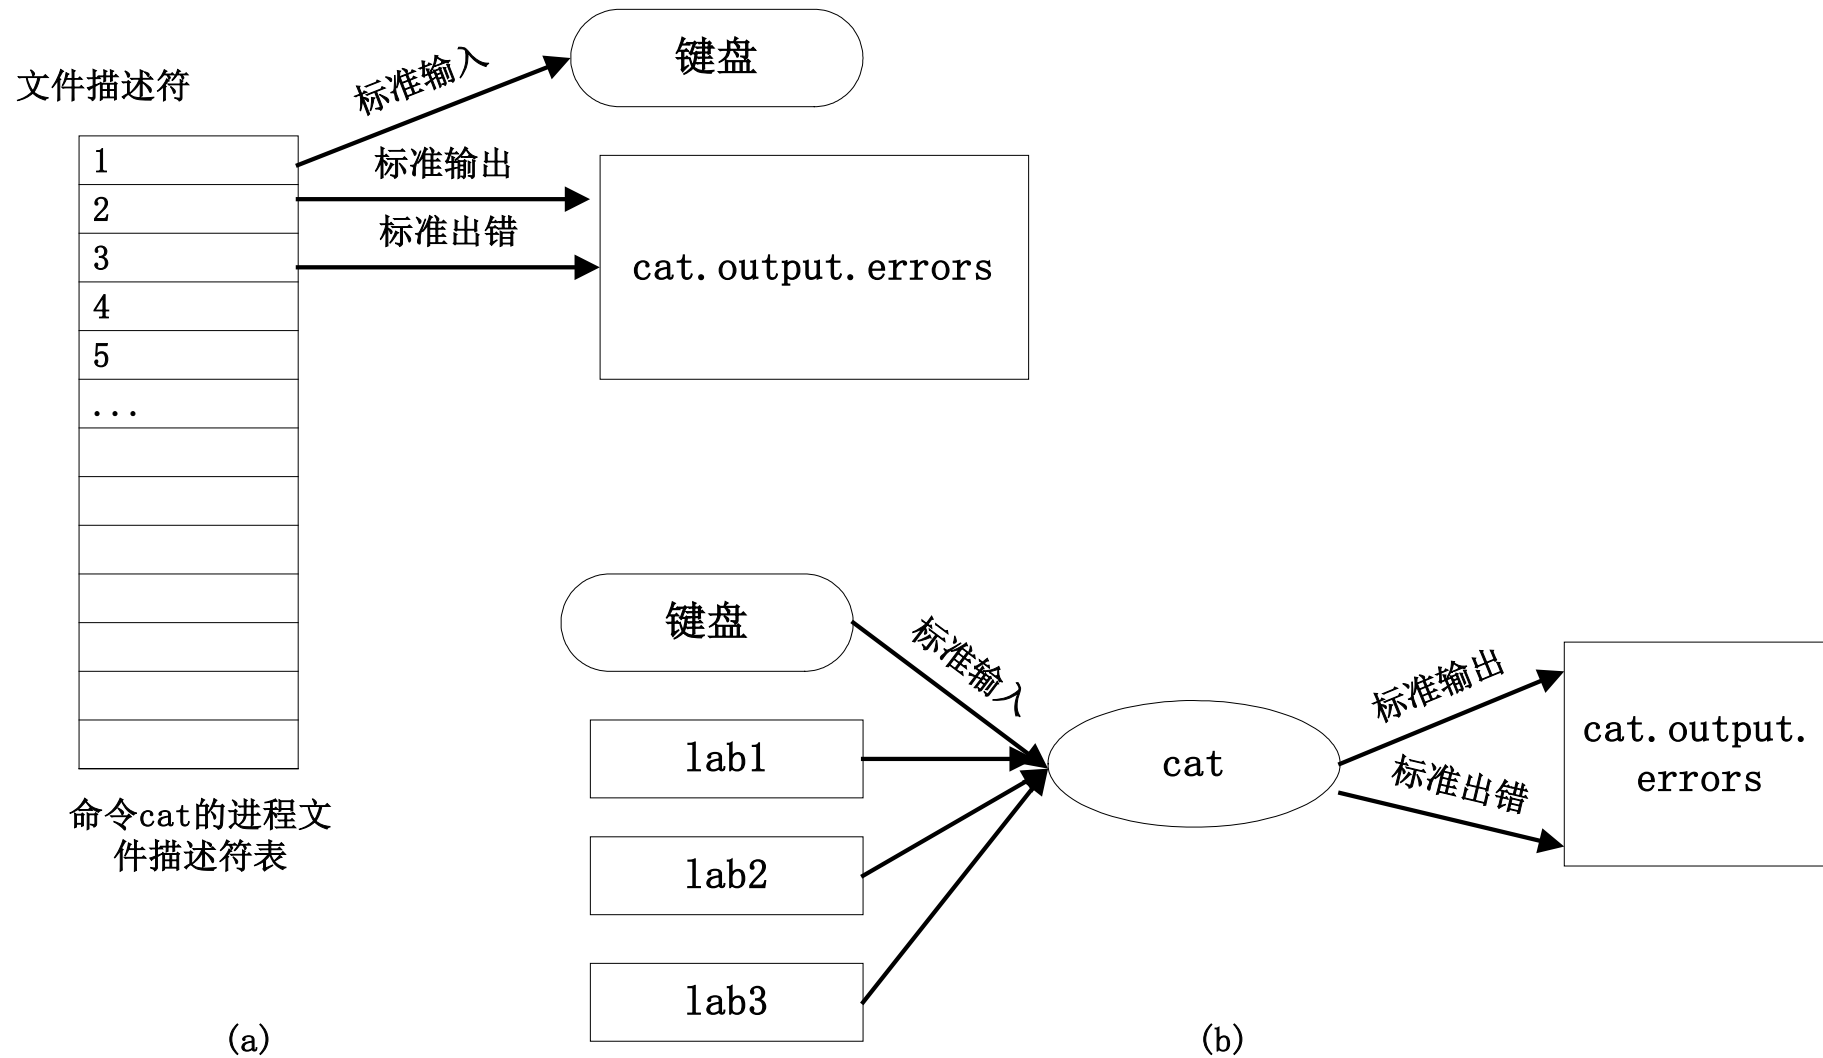 键盘
标准输入
文件描述符
1
标准输出
2
标准出错
3
cat.output.errors
4
5
...
命令cat的进程文
件描述符表
(a)
键盘
标准输入
lab1
lab2
lab3
cat
标准输出
标准出错
cat.output.
errors
(b)